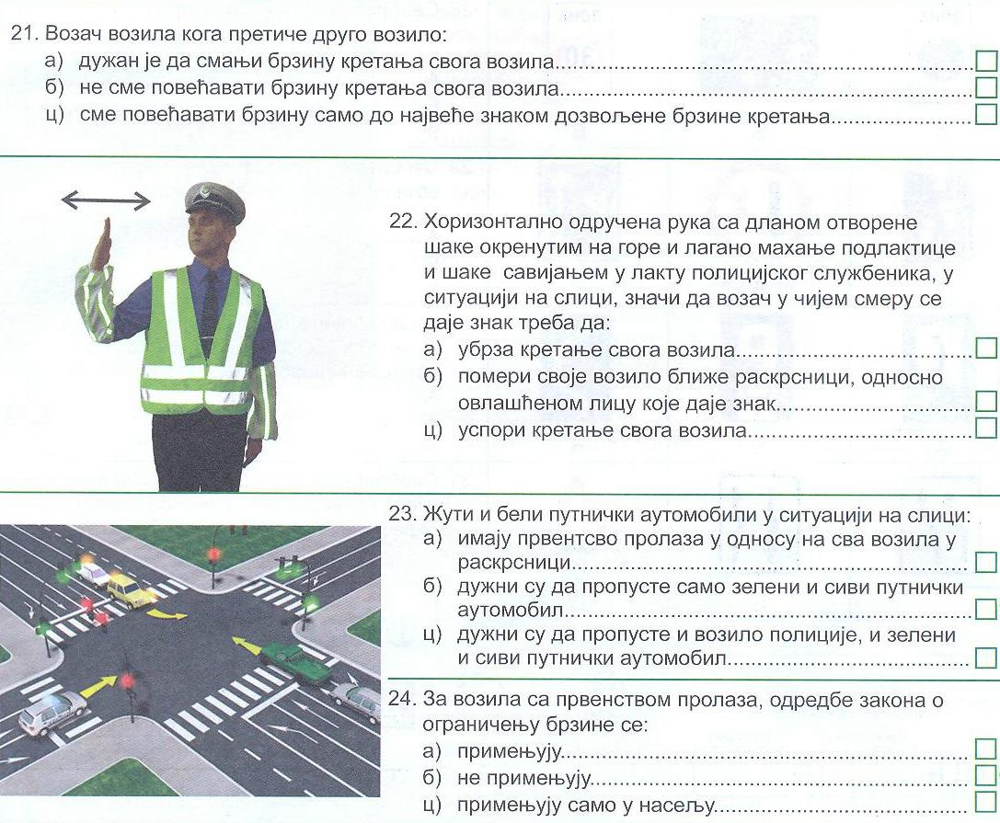 21. Возач возила кога претиче друго возило:
а) дужан је да смањи брзину кретања свога возила
б) не сме повећавати брзину кретања свога возила
ц) сме повећавати брзину само до највеће знаком дозвољене брзине кретања
22. Хоризонтално одручена рука са дланом отворене
шаке окренутим на горе и лагано махање подлактице
и шаке савијањем у лакту полицијског службеника, у
ситуацији на слици, значи да возач у чијем смеру се
даје знак треба да:
а) убрза кретање свога возила
б) помери своје возило ближе раскрсници, односно
овлашћеном лицу које даје знак
ц) успори кретање свога возила
23. Жути и бели путнички аутомобили у ситуацији на слици:
а) имају првентсво пролаза у односу на сва возила у
раскрсници
б) дужни су да пропусте само зелени и сиви путнички
аутомобил
ц) дужни су да пропусте и возило полиције, и зелени
и сиви путнички аутомобил
24. За возила са првенством пролаза, одредбе закона о
ограничењу брзине се:
а) примењују
б) не примењују
ц) примењују само у насељу